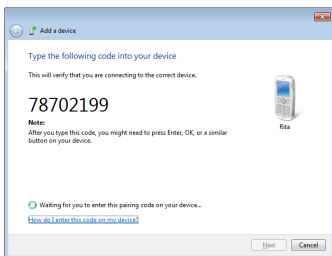 Add a device
Type the following code into your device
This will verify that you are connecting to the correct device.
78702199
Note:
After you type this code, you might need to press Enter, OK, or a similar
button on your device.
Rita
Waiting for you to enter this pairing code on your device...
How do I enter this code on my device?
Next Cancel